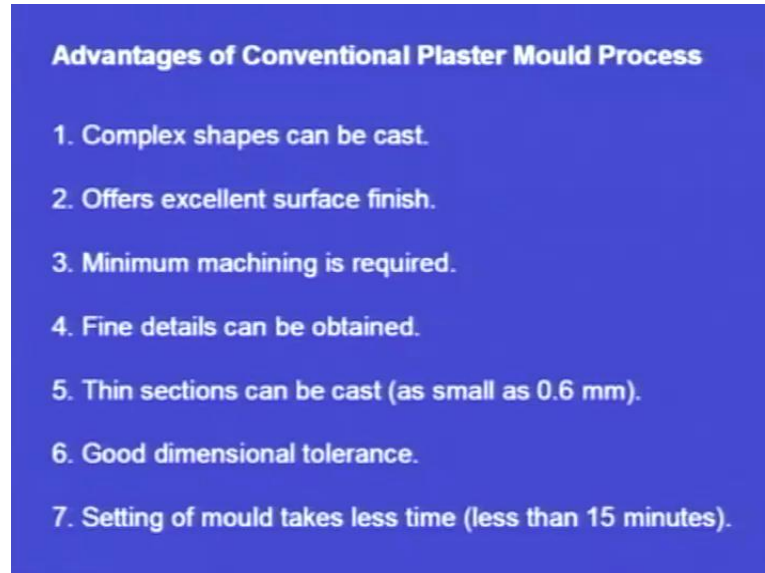 Advantages of Conventional Plaster Mould Process
1. Complex shapes can be cast.
2. Offers excellent surface finish.
3. Minimum machining is required.
4. Fine details can be obtained.
5. Thin sections can be cast (as small as 0.6 mm).
6. Good dimensional tolerance.
7. Setting of mould takes less time (less than 15 minutes).